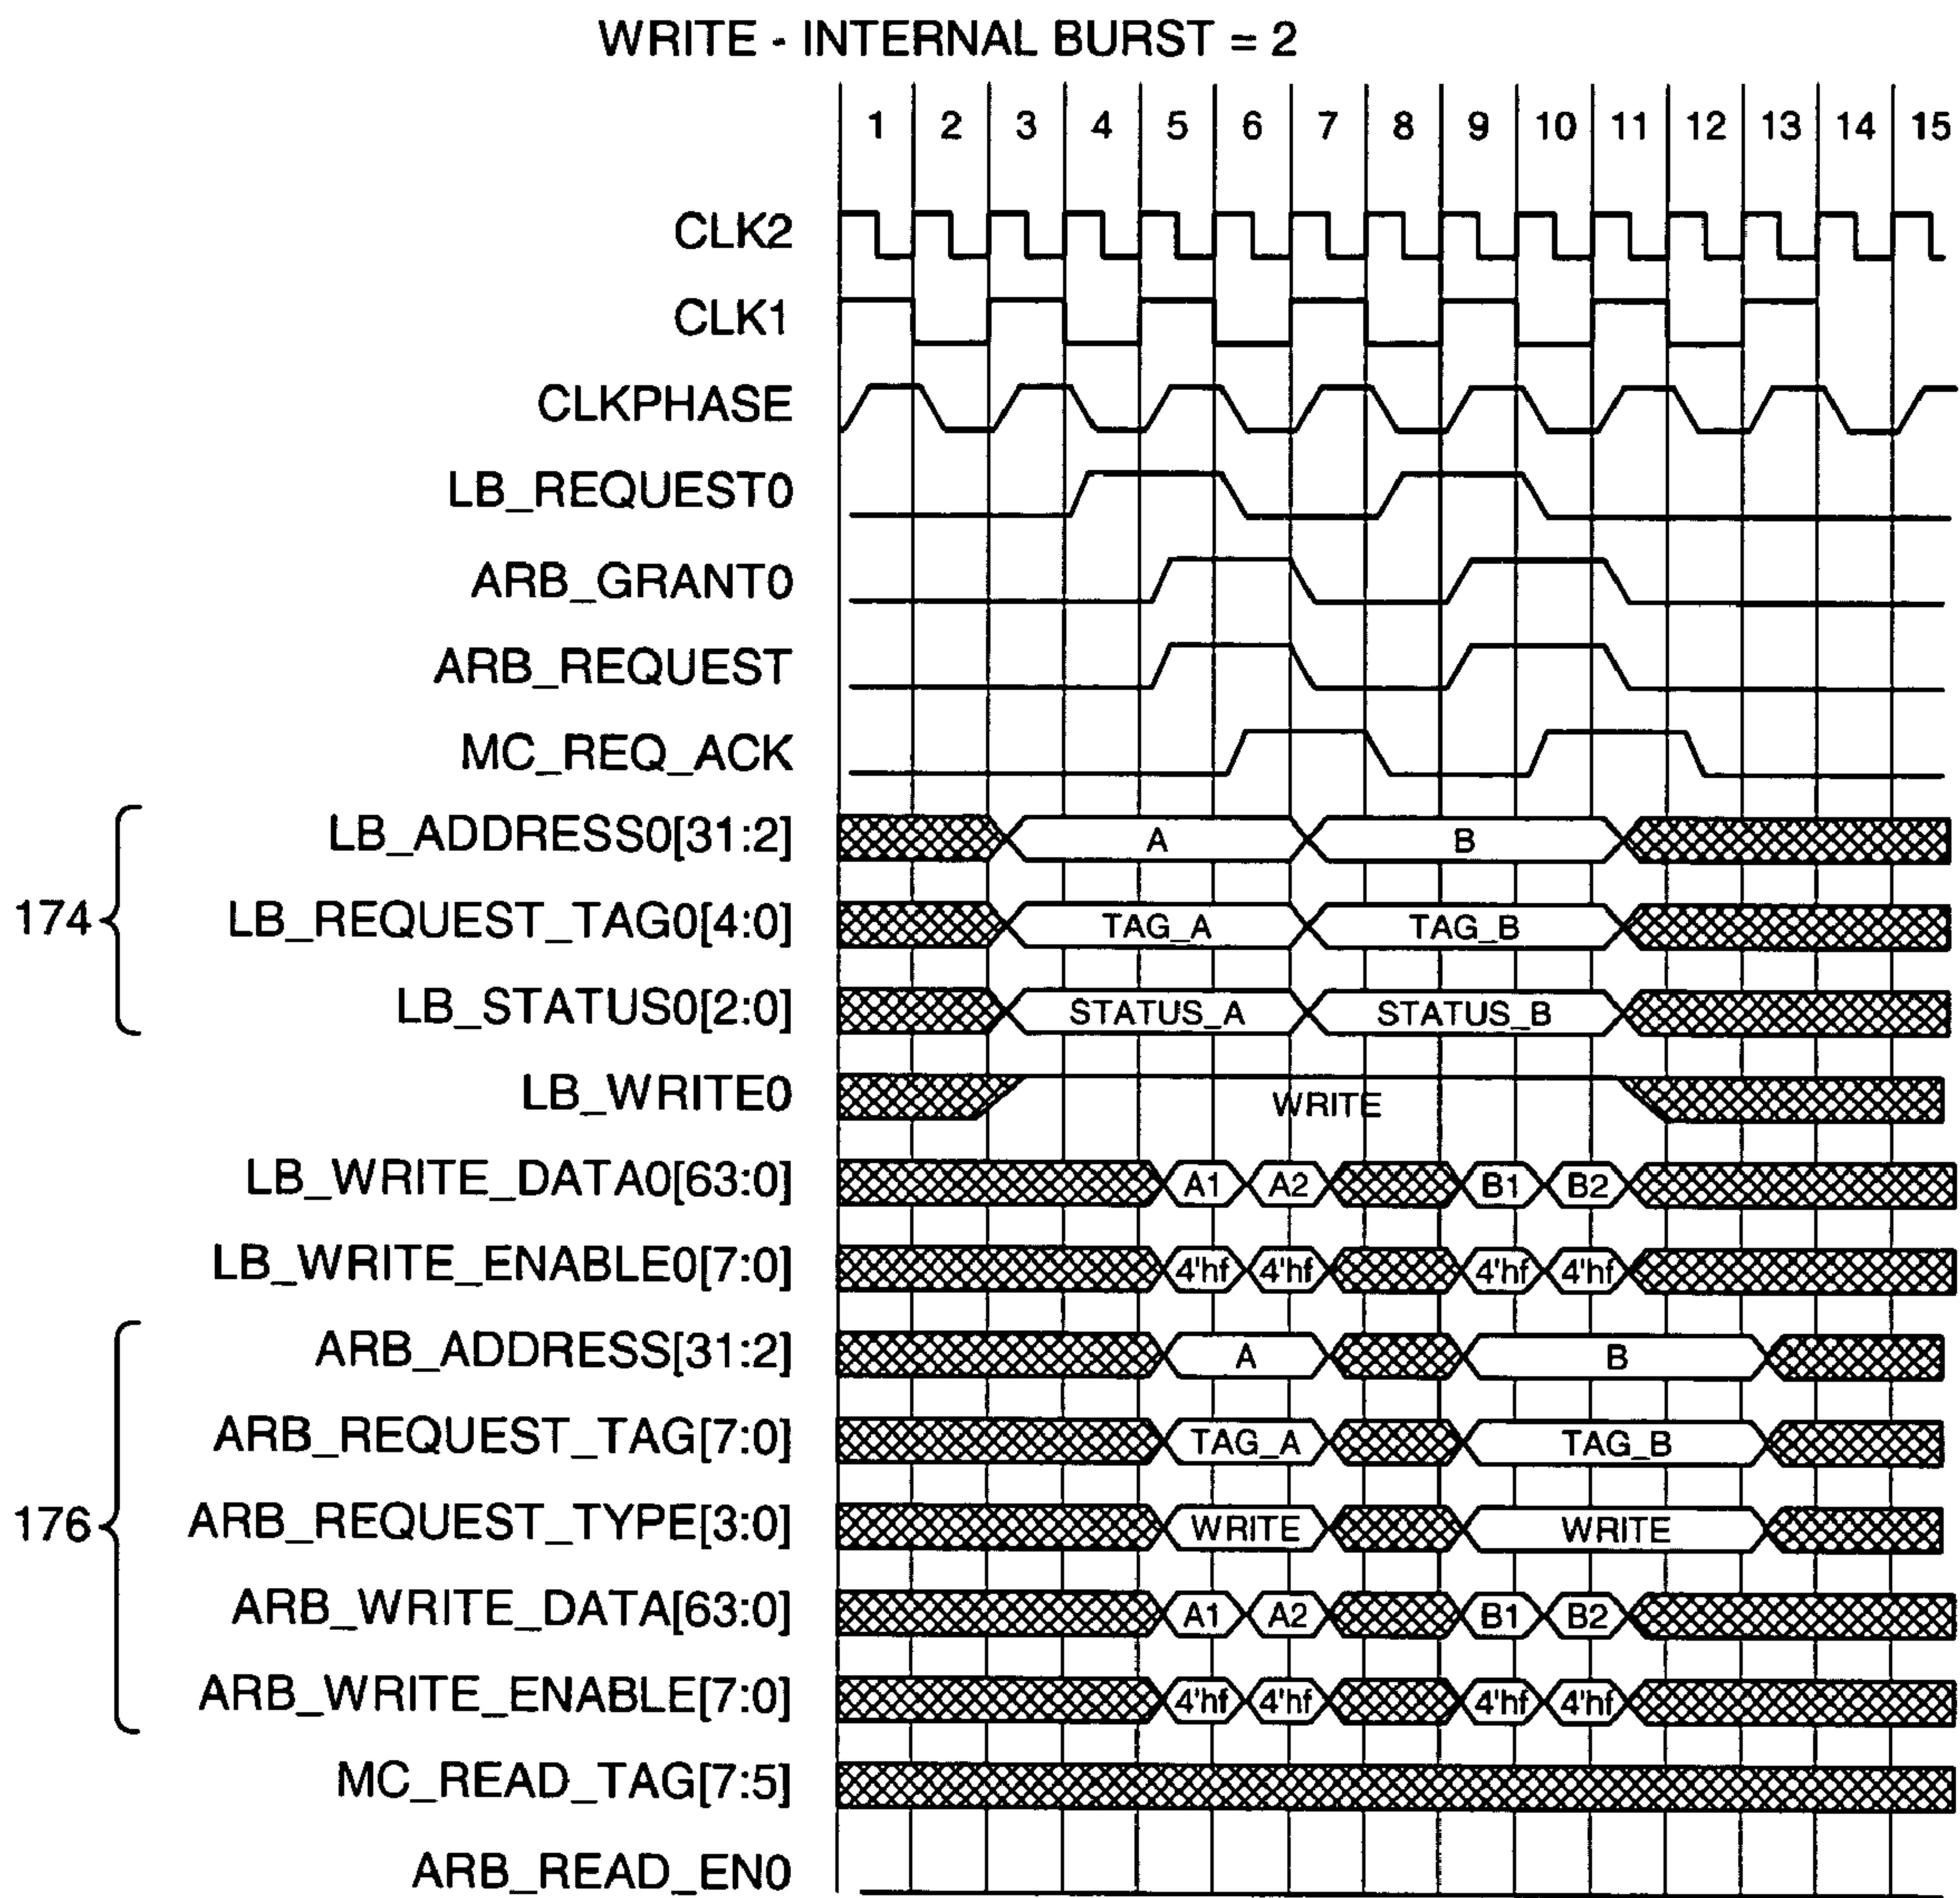 WRITE - INTERNAL BURST = 2
1 2 3 4 5 6 7 8 9 10 11 12 13 14 15
CLK2
CLK1
CLKPHASE
LB_REQUEST0
ARB_GRANT0
ARB_REQUEST
MC_REQ_ACK
LB_ADDRESS0[31:2] A B
174 LB_REQUEST_TAG0[4:0] TAG_A TAG_B
LB_STATUS0[2:0] STATUS_A STATUS_B
LB_WRITE0 WRITE
LB_WRITE_DATA0[63:0] A1 A2 B1 B2
LB_WRITE_ENABLE0[7:0] 4'hf 4'hf 4'hf 4'hf
ARB_ADDRESS[31:2] A B
ARB_REQUEST_TAG[7:0] TAG_A TAG_B
176 ARB_REQUEST_TYPE[3:0] WRITE WRITE
ARB_WRITE_DATA[63:0] A1 A2 B1 B2
ARB_WRITE_ENABLE[7:0] 4'hf 4'hf 4'hf 4'hf
MC_READ_TAG[7:5]
ARB_READ_EN0